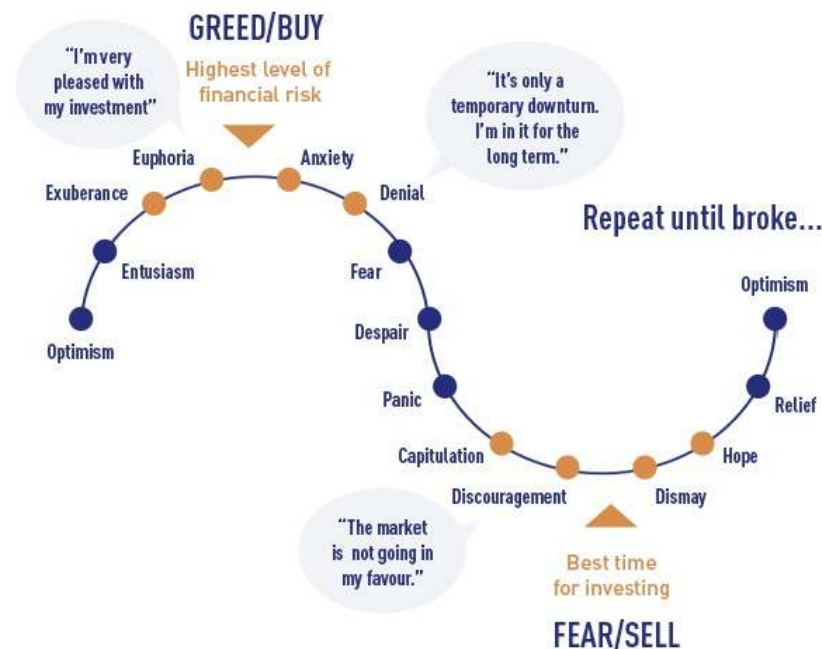 GREED/BUY
Highest level of
financial risk
“I’m very
pleased with
my investment”
“It’s only a
temporary downturn.
I’m in it for the
long term.”
Euphoria
Anxiety
Exuberance
Denial
Repeat until broke...
Entusiasm
Fear
Optimism
Optimism
Despair
Panic
Relief
Capitulation
Hope
Discouragement
Dismay
“The market
is not going in
my favour.”
Best time
for investing
FEAR/SELL